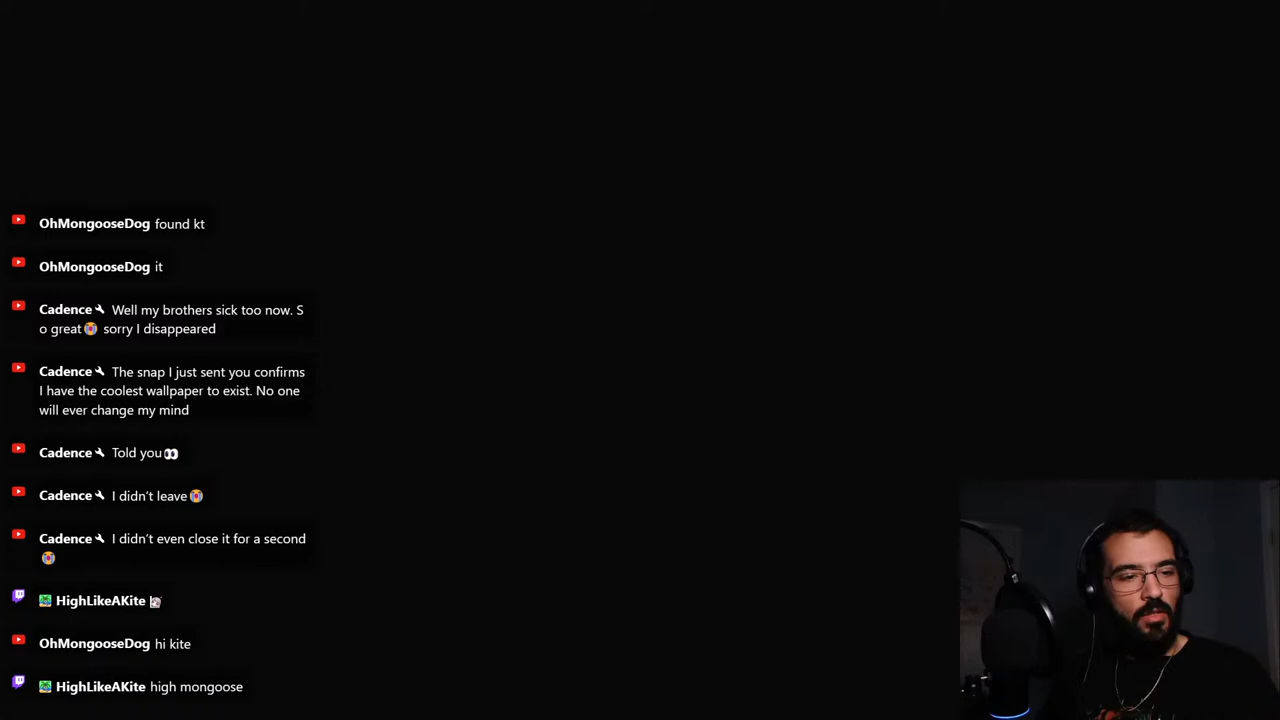 OhMongooseDog found kt
OhMongooseDog it
Cadence Well my brothers sick too now. S
o great😭 sorry I disappeared
Cadence The snap I just sent you confirms
I have the coolest wallpaper to exist. No one
will ever change my mind
Cadence Told you👀
Cadence I didn’t leave😭
Cadence I didn’t even close it for a second
😭
HighLikeAKite
OhMongooseDog hi kite
HighLikeAKite high mongoose